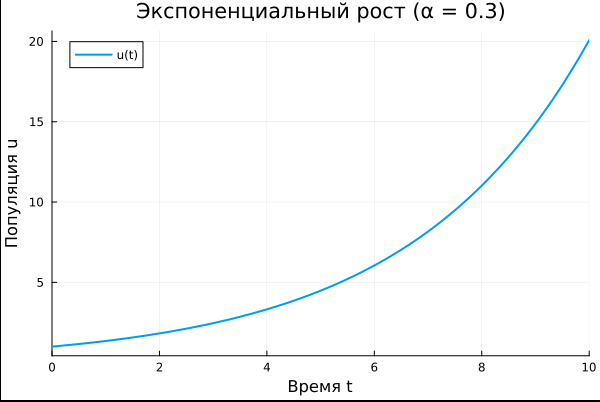 Экспоненциальный рост (α = 0.3)
u(t)
Популяция u
20
15
10
5
0 2 4 6 8 10
Время t